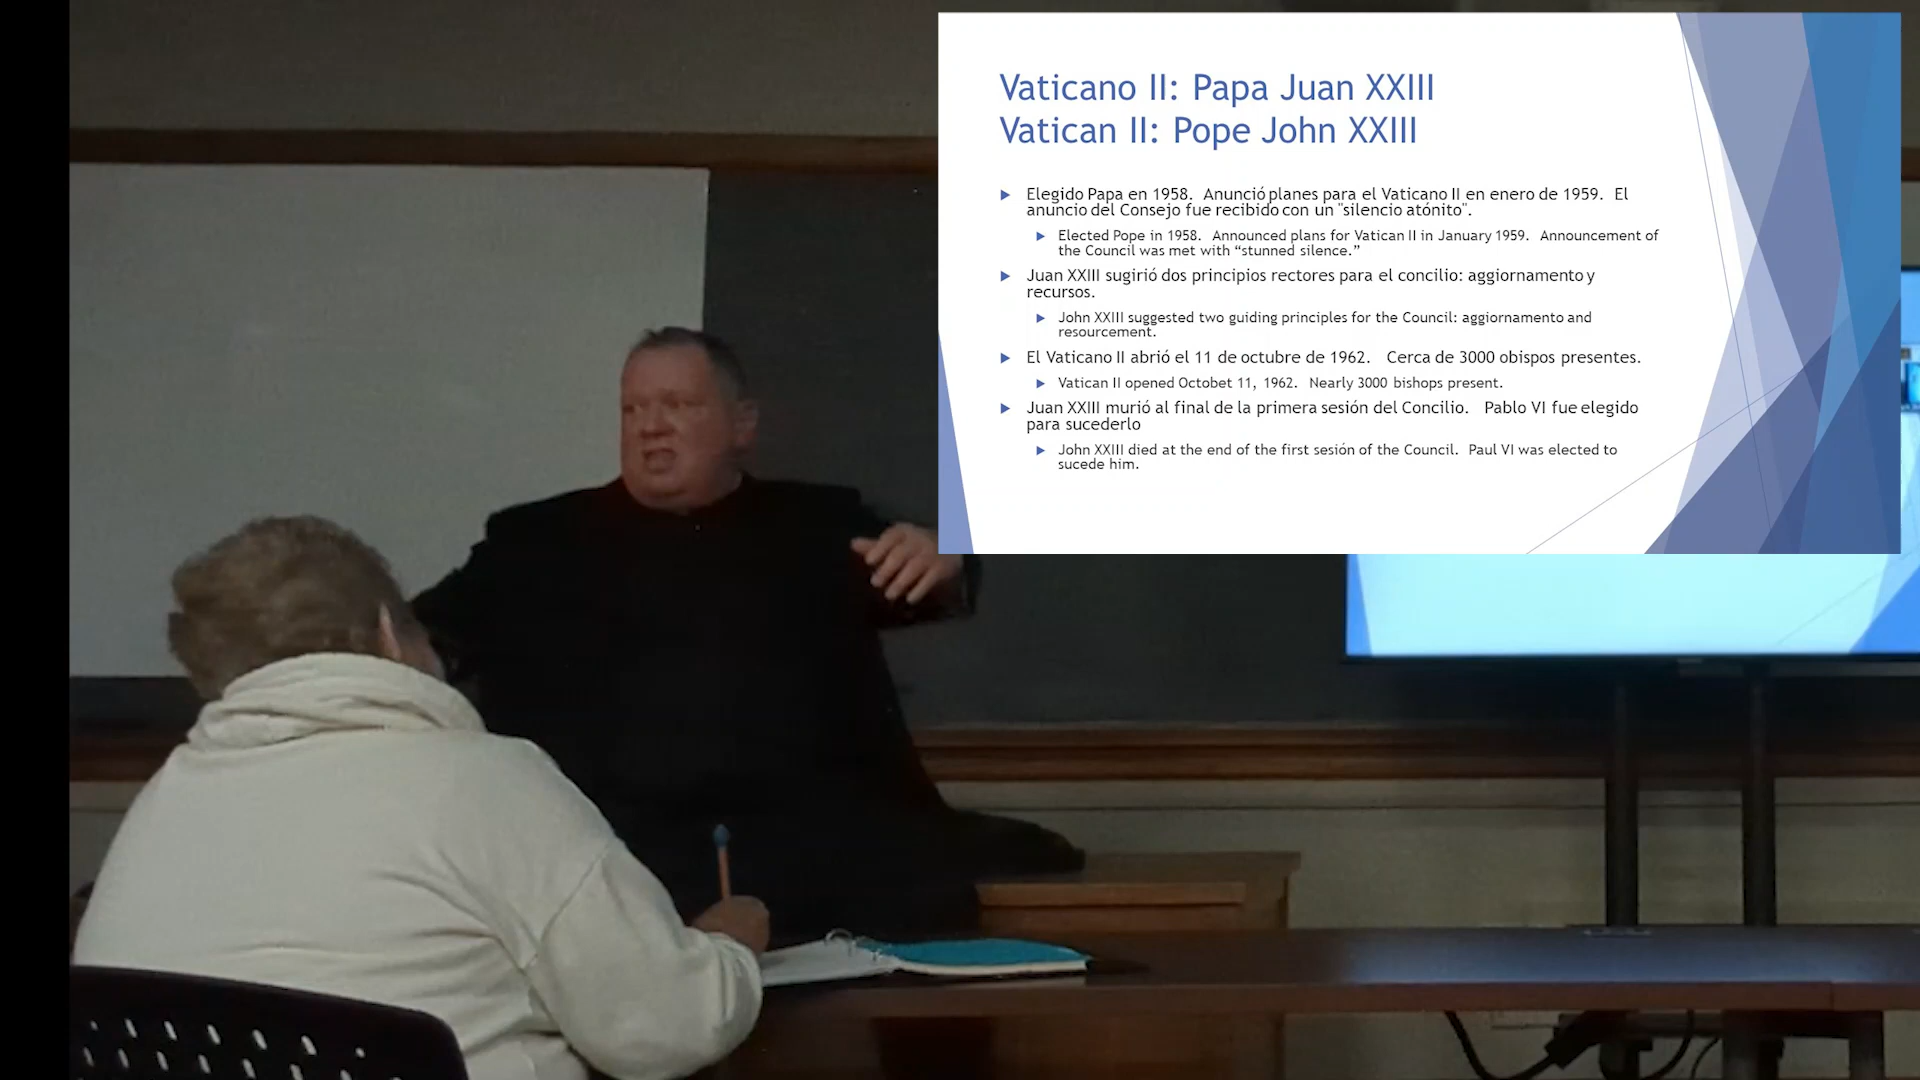 Vaticano II: Papa Juan XXIII
Vatican II: Pope John XXIII
Elegido Papa en 1958. Anunció planes para el Vaticano II en enero de 1959. El
anuncio del Consejo fue recibido con un "silencio atónito".
Elected Pope in 1958. Announced plans for Vatican II in January 1959. Announcement of
the Council was met with “stunned silence.”
Juan XXIII sugirió dos principios rectores para el concilio: aggiornamento y
recursos.
John XXIII suggested two guiding principles for the Council: aggiornamento and
resourcement.
El Vaticano II abrió el 11 de octubre de 1962. Cerca de 3000 obispos presentes.
Vatican II opened Octobet 11, 1962. Nearly 3000 bishops present.
Juan XXIII murió al final de la primera sesión del Concilio. Pablo VI fue elegido
para sucederlo
John XXIII died at the end of the first sesión of the Council. Paul VI was elected to
sucede him.